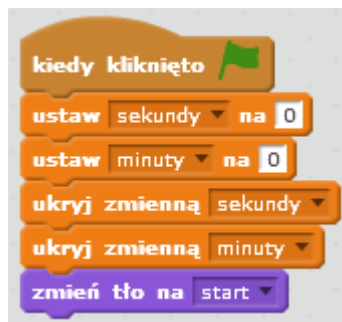 kiedy kliknięto
ustaw sekundy na 0
ustaw minuty na 0
ukryj zmienną sekundy
ukryj zmienną minuty
zmień tło na start